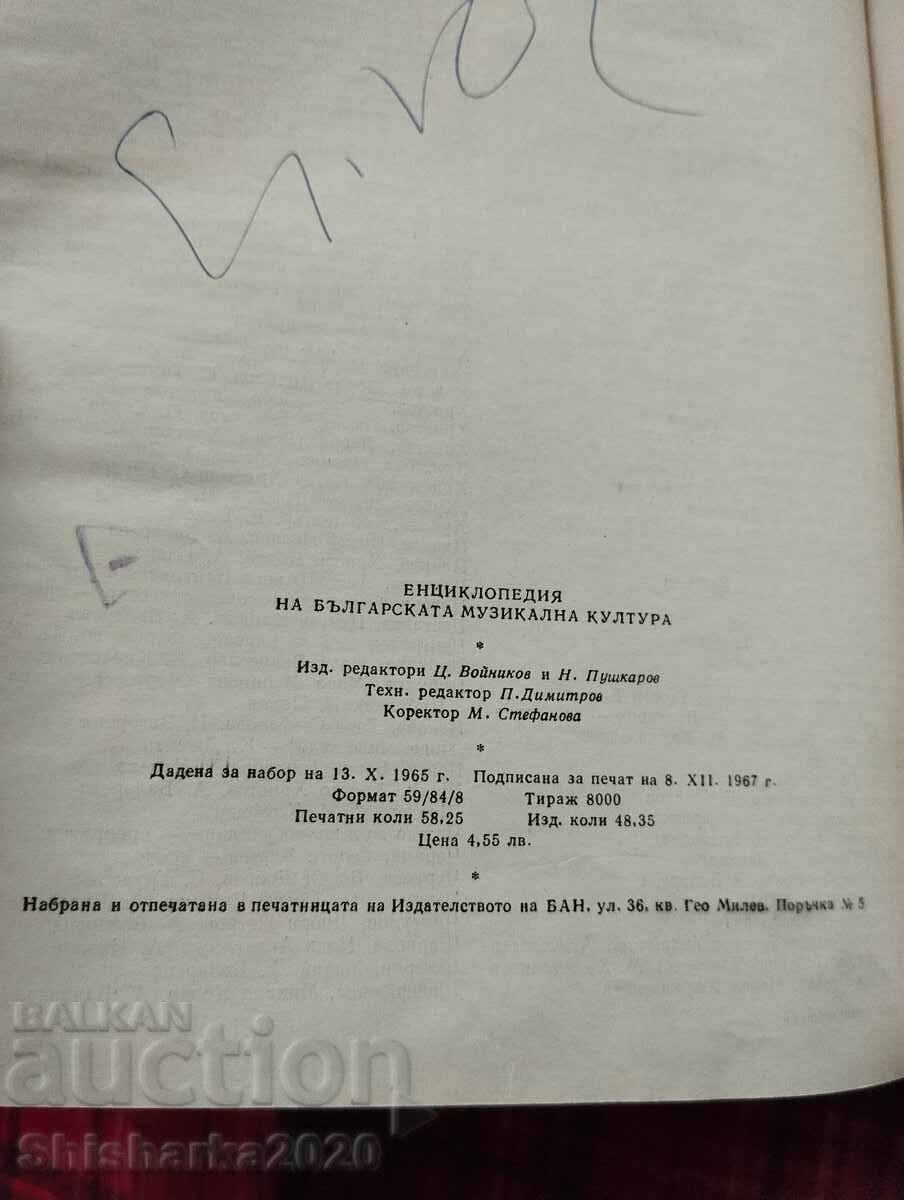 ЕНЦИКЛОПЕДИЯ
НА БЪЛГАРСКАТА МУЗИКАЛНА КУЛТУРА
*
Изд. редактори Ц. Войников и Н. Пушкаров
Техн. редактор П. Димитров
Коректор М. Стефанова
*
Дадена за набор на 13. X. 1965 г. Подписана за печат на 8. XII. 1967 г.
Формат 59/84/8 Тираж 8000
Печатни коли 58,25 Изд. коли 48,35
Цена 4,55 лв.
*
Набрана и отпечатана в печатницата на Издателството на БАН, ул. 36, кв. Гео Милев. Поръчка № 5
BALKAN
auction
Shisharka2020